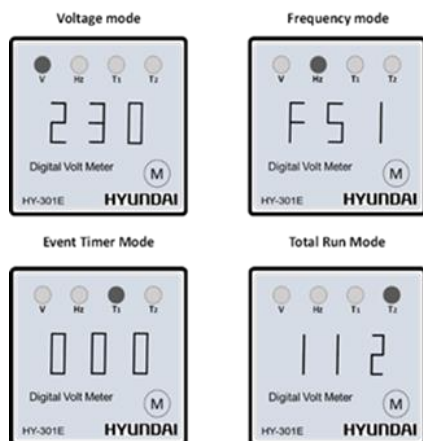 Voltage mode
V Hz T1 T2
230
Digital Volt Meter
M
HY-301E HYUNDAI
Frequency mode
V Hz T1 T2
F51
Digital Volt Meter
M
HY-301E HYUNDAI
Event Timer Mode
V Hz T1 T2
000
Digital Volt Meter
M
HY-301E HYUNDAI
Total Run Mode
V Hz T1 T2
112
Digital Volt Meter
M
HY-301E HYUNDAI